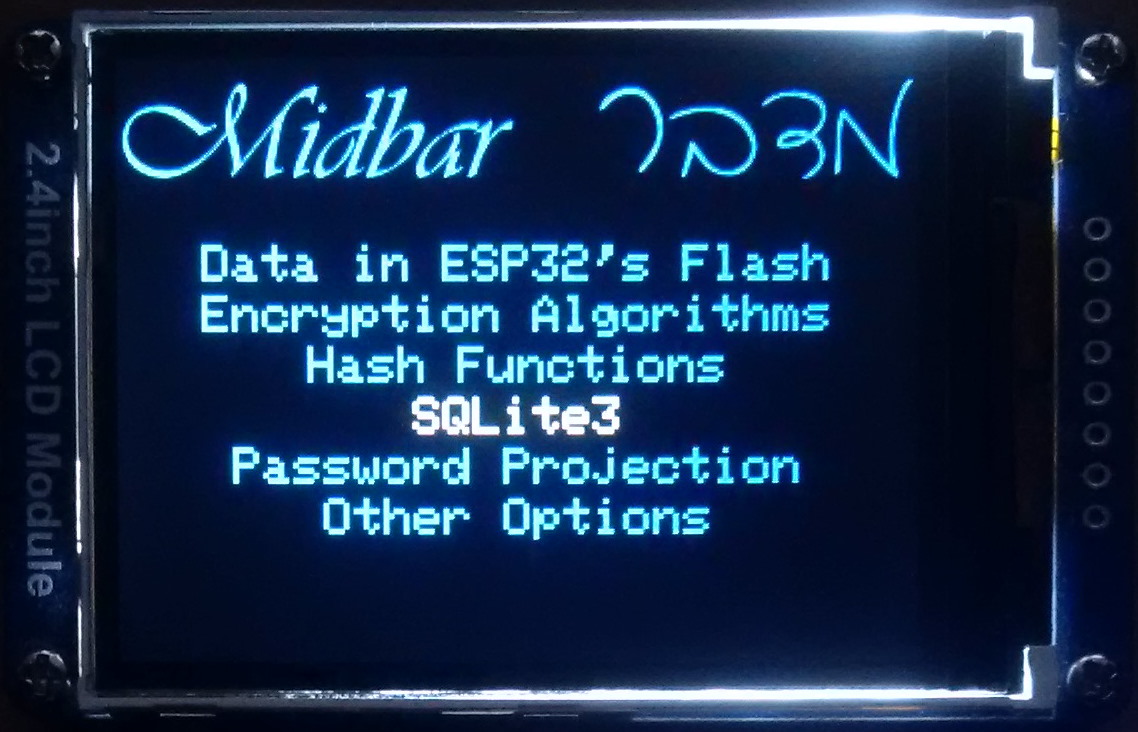 Midbar מדבר
Data in ESP32's Flash
Encryption Algorithms
Hash Functions
SQLite3
Password Projection
Other Options
2.4inch LCD Module